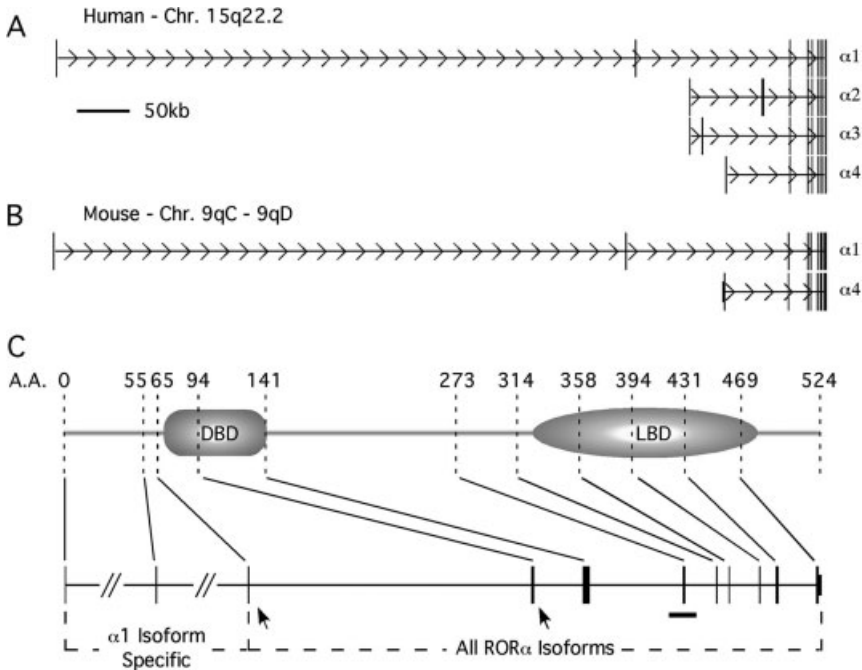 A
Human - Chr. 15q22.2
α1
50kb
α2
α3
α4
B
Mouse - Chr. 9qC - 9qD
α1
α4
C
A.A. 0 55 65 94 141 273 314 358 394 431 469 524
DBD
LBD
α1 Isoform
Specific
All RORα Isoforms